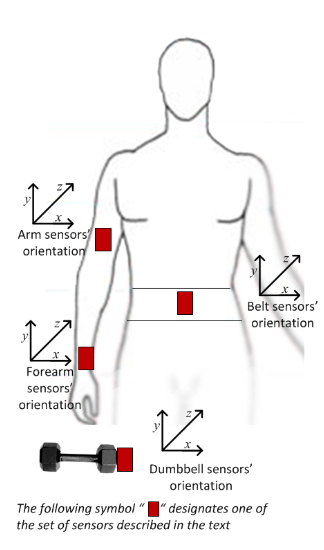 y z
x
Arm sensors'
orientation
y z
x
Belt sensors'
orientation
y z
x
Forearm
sensors'
orientation
y z
x
Dumbbell sensors'
orientation
The following symbol “ “ designates one of
the set of sensors described in the text